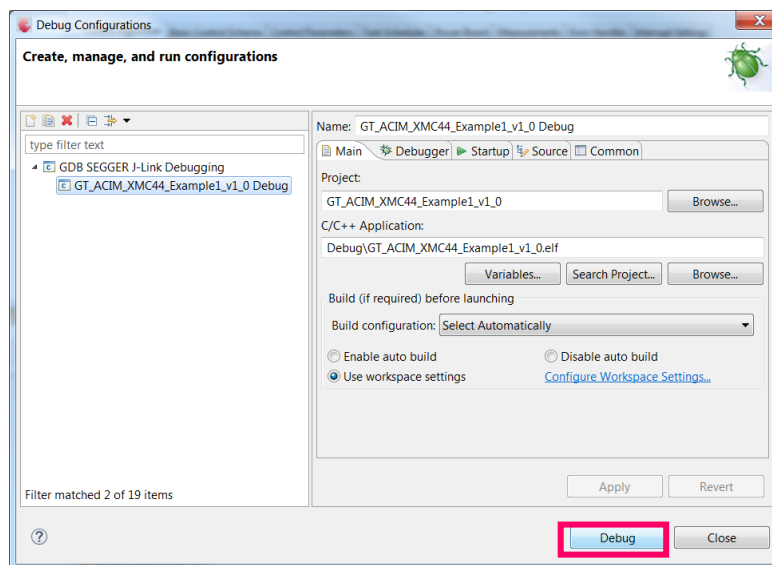 Debug Configurations
Create, manage, and run configurations
type filter text
GDB SEGGER J-Link Debugging
GT_ACIM_XMC44_Example1_v1_0 Debug
Filter matched 2 of 19 items
Name: GT_ACIM_XMC44_Example1_v1_0 Debug
Main Debugger Startup Source Common
Project:
GT_ACIM_XMC44_Example1_v1_0 Browse...
C/C++ Application:
Debug\GT_ACIM_XMC44_Example1_v1_0.elf
Variables... Search Project... Browse...
Build (if required) before launching
Build configuration: Select Automatically
Enable auto build Disable auto build
Use workspace settings Configure Workspace Settings...
Apply Revert
Debug Close